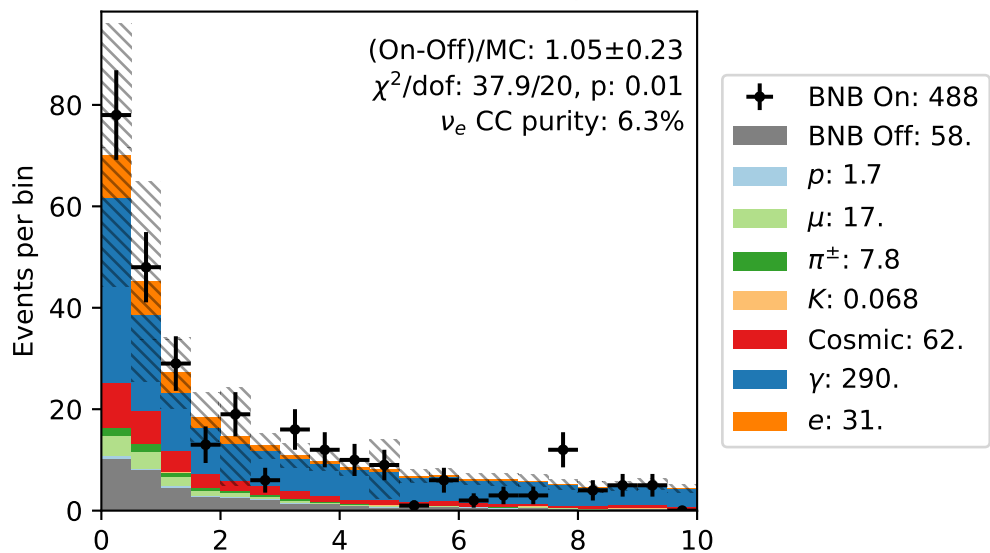 (On-Off)/MC: 1.05±0.23
χ²/dof: 37.9/20, p: 0.01
νₑ CC purity: 6.3%
Events per bin
80
60
40
20
0
0 2 4 6 8 10
BNB On: 488
BNB Off: 58.
p: 1.7
μ: 17.
π±: 7.8
K: 0.068
Cosmic: 62.
γ: 290.
e: 31.